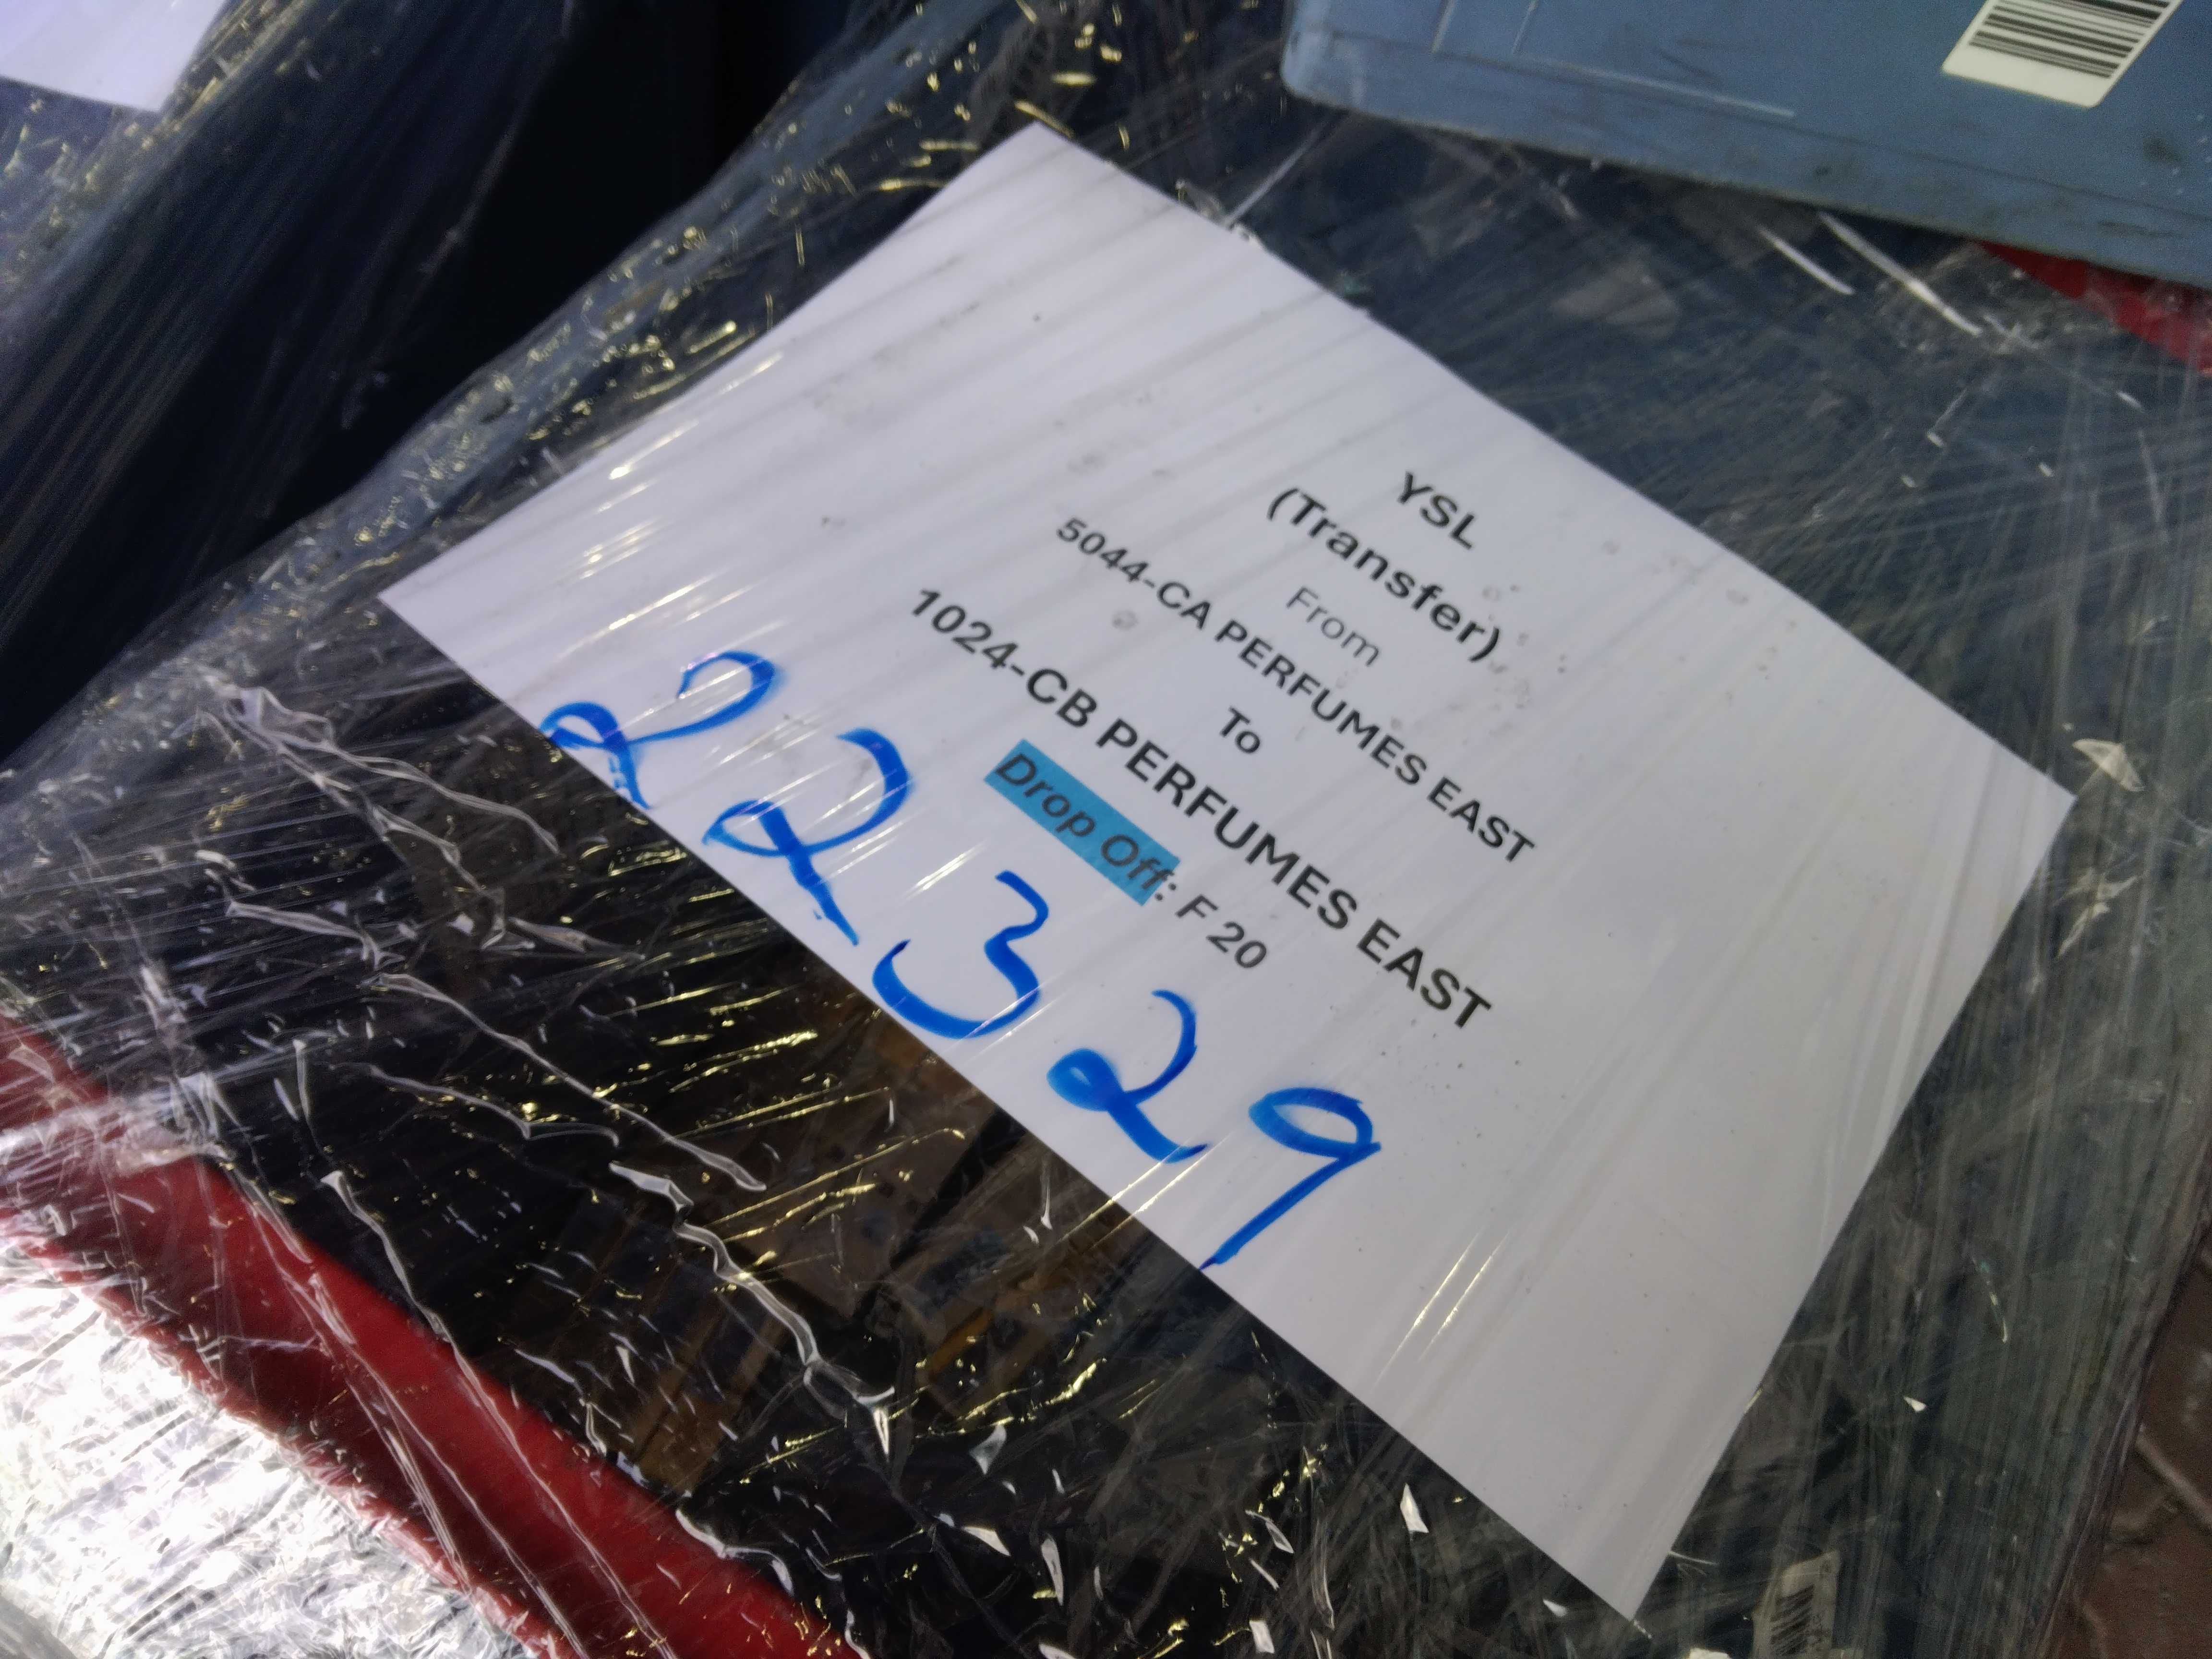 YSL
(Transfer)
From
5044-CA PERFUMES EAST
To
1024-CB PERFUMES EAST
Drop Off: F 20
22329